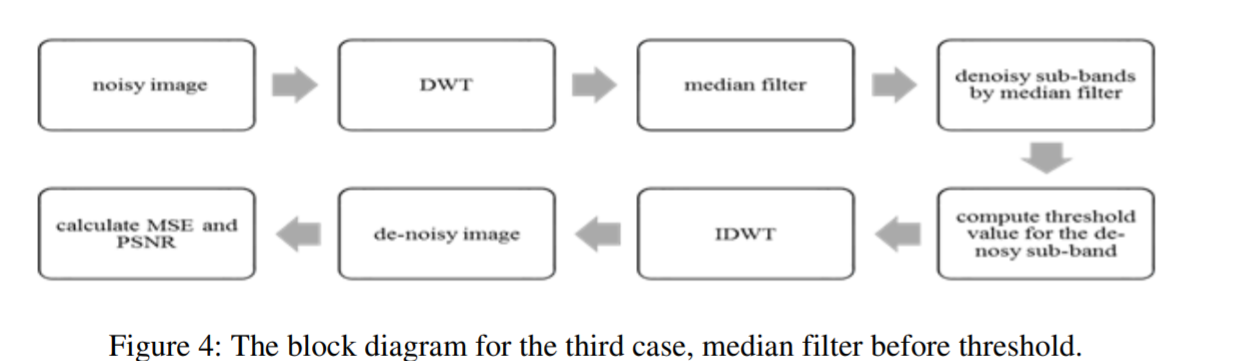 noisy image
DWT
median filter
denoisy sub-bands
by median filter
compute threshold
value for the de-
nosy sub-band
IDWT
de-noisy image
calculate MSE and
PSNR
Figure 4: The block diagram for the third case, median filter before threshold.